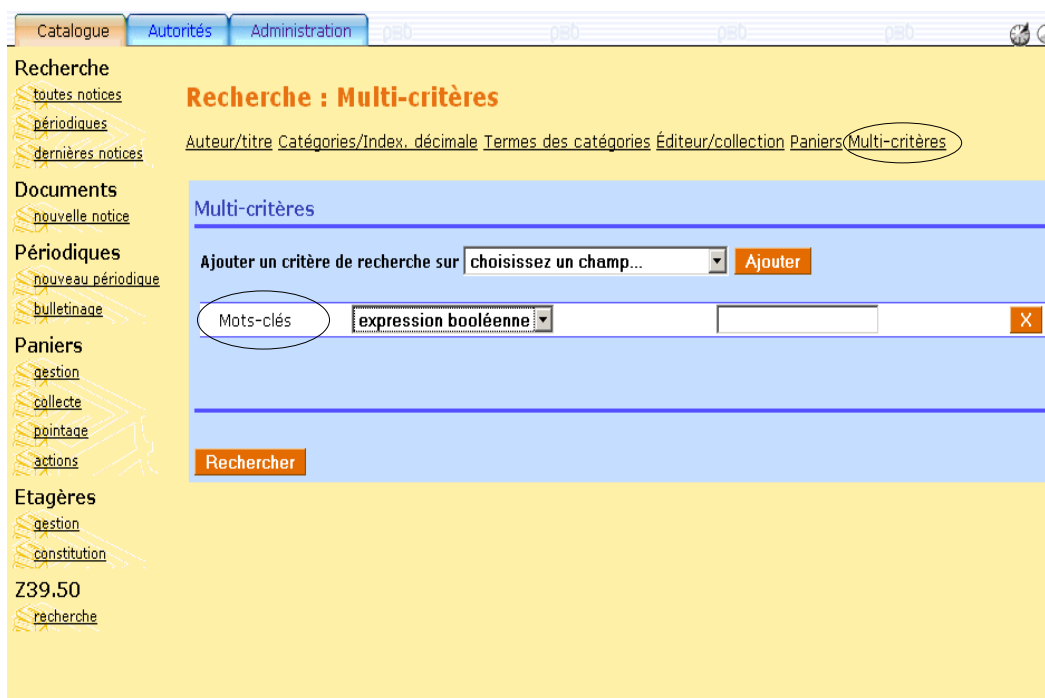 Catalogue Autorités Administration
Recherche
toutes notices
périodiques
dernières notices
Documents
nouvelle notice
Périodiques
nouveau périodique
bulletinage
Paniers
gestion
collecte
pointage
actions
Etagères
gestion
constitution
Z39.50
recherche
Recherche : Multi-critères
Auteur/titre Catégories/Index. décimale Termes des catégories Éditeur/collection Paniers Multi-critères
Multi-critères
Ajouter un critère de recherche sur choisissez un champ... Ajouter
Mots-clés expression booléenne X
Rechercher